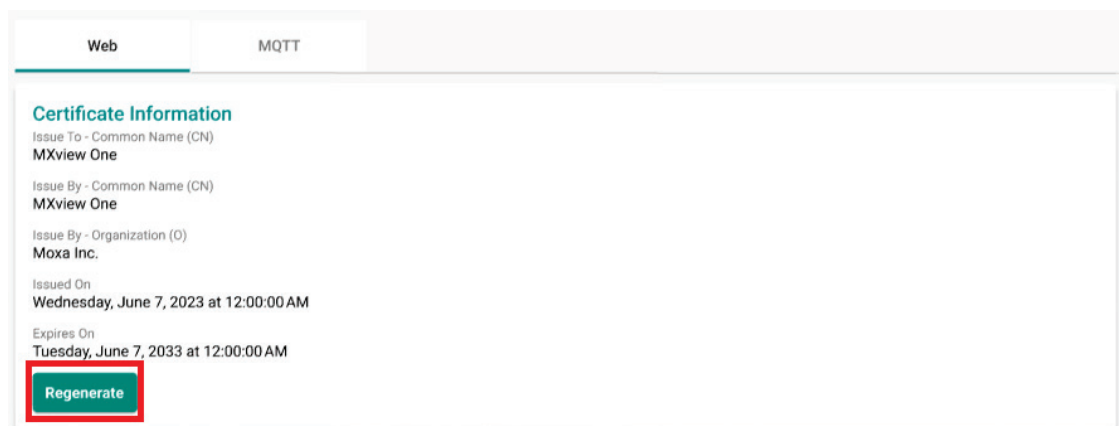 Web MQTT
Certificate Information
Issue To - Common Name (CN)
MXview One
Issue By - Common Name (CN)
MXview One
Issue By - Organization (O)
Moxa Inc.
Issued On
Wednesday, June 7, 2023 at 12:00:00 AM
Expires On
Tuesday, June 7, 2033 at 12:00:00 AM
Regenerate